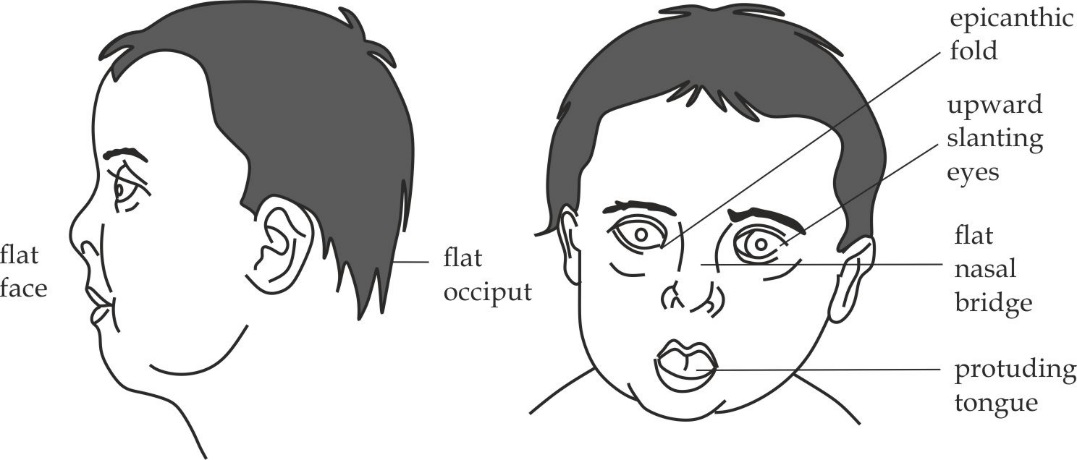 flat
face
flat
occiput
epicanthic
fold
upward
slanting
eyes
flat
nasal
bridge
protuding
tongue